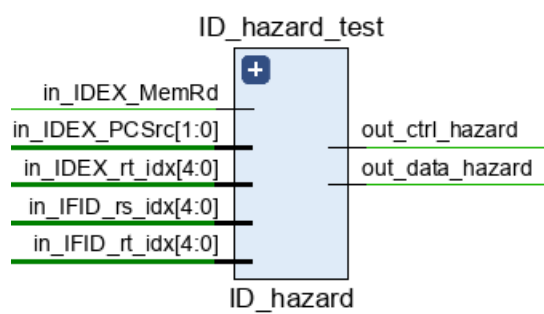 ID_hazard_test
in_IDEX_MemRd
in_IDEX_PCSrc[1:0]
in_IDEX_rt_idx[4:0]
in_IFID_rs_idx[4:0]
in_IFID_rt_idx[4:0]
out_ctrl_hazard
out_data_hazard
ID_hazard